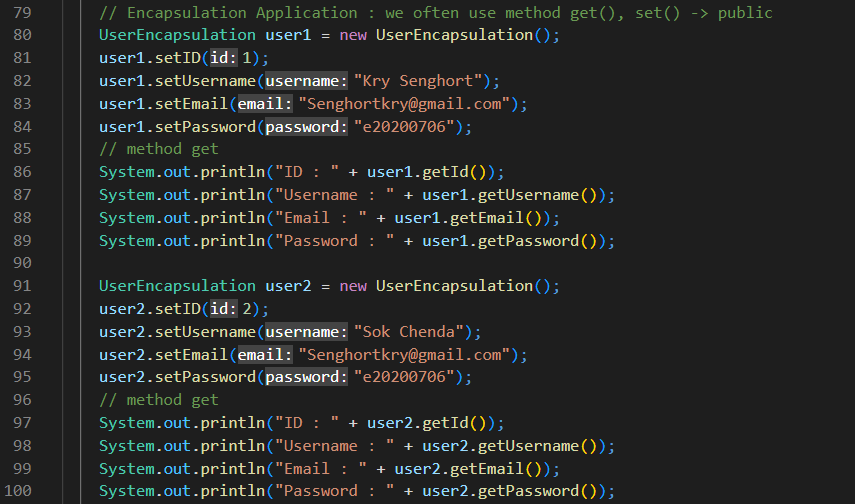 79 // Encapsulation Application : we often use method get(), set() -> public
80 UserEncapsulation user1 = new UserEncapsulation();
81 user1.setID(id: 1);
82 user1.setUsername(username: "Kry Senghort");
83 user1.setEmail(email: "Senghortkry@gmail.com");
84 user1.setPassword(password: "e20200706");
85 // method get
86 System.out.println("ID : " + user1.getId());
87 System.out.println("Username : " + user1.getUsername());
88 System.out.println("Email : " + user1.getEmail());
89 System.out.println("Password : " + user1.getPassword());
90
91 UserEncapsulation user2 = new UserEncapsulation();
92 user2.setID(id: 2);
93 user2.setUsername(username: "Sok Chenda");
94 user2.setEmail(email: "Senghortkry@gmail.com");
95 user2.setPassword(password: "e20200706");
96 // method get
97 System.out.println("ID : " + user2.getId());
98 System.out.println("Username : " + user2.getUsername());
99 System.out.println("Email : " + user2.getEmail());
100 System.out.println("Password : " + user2.getPassword());